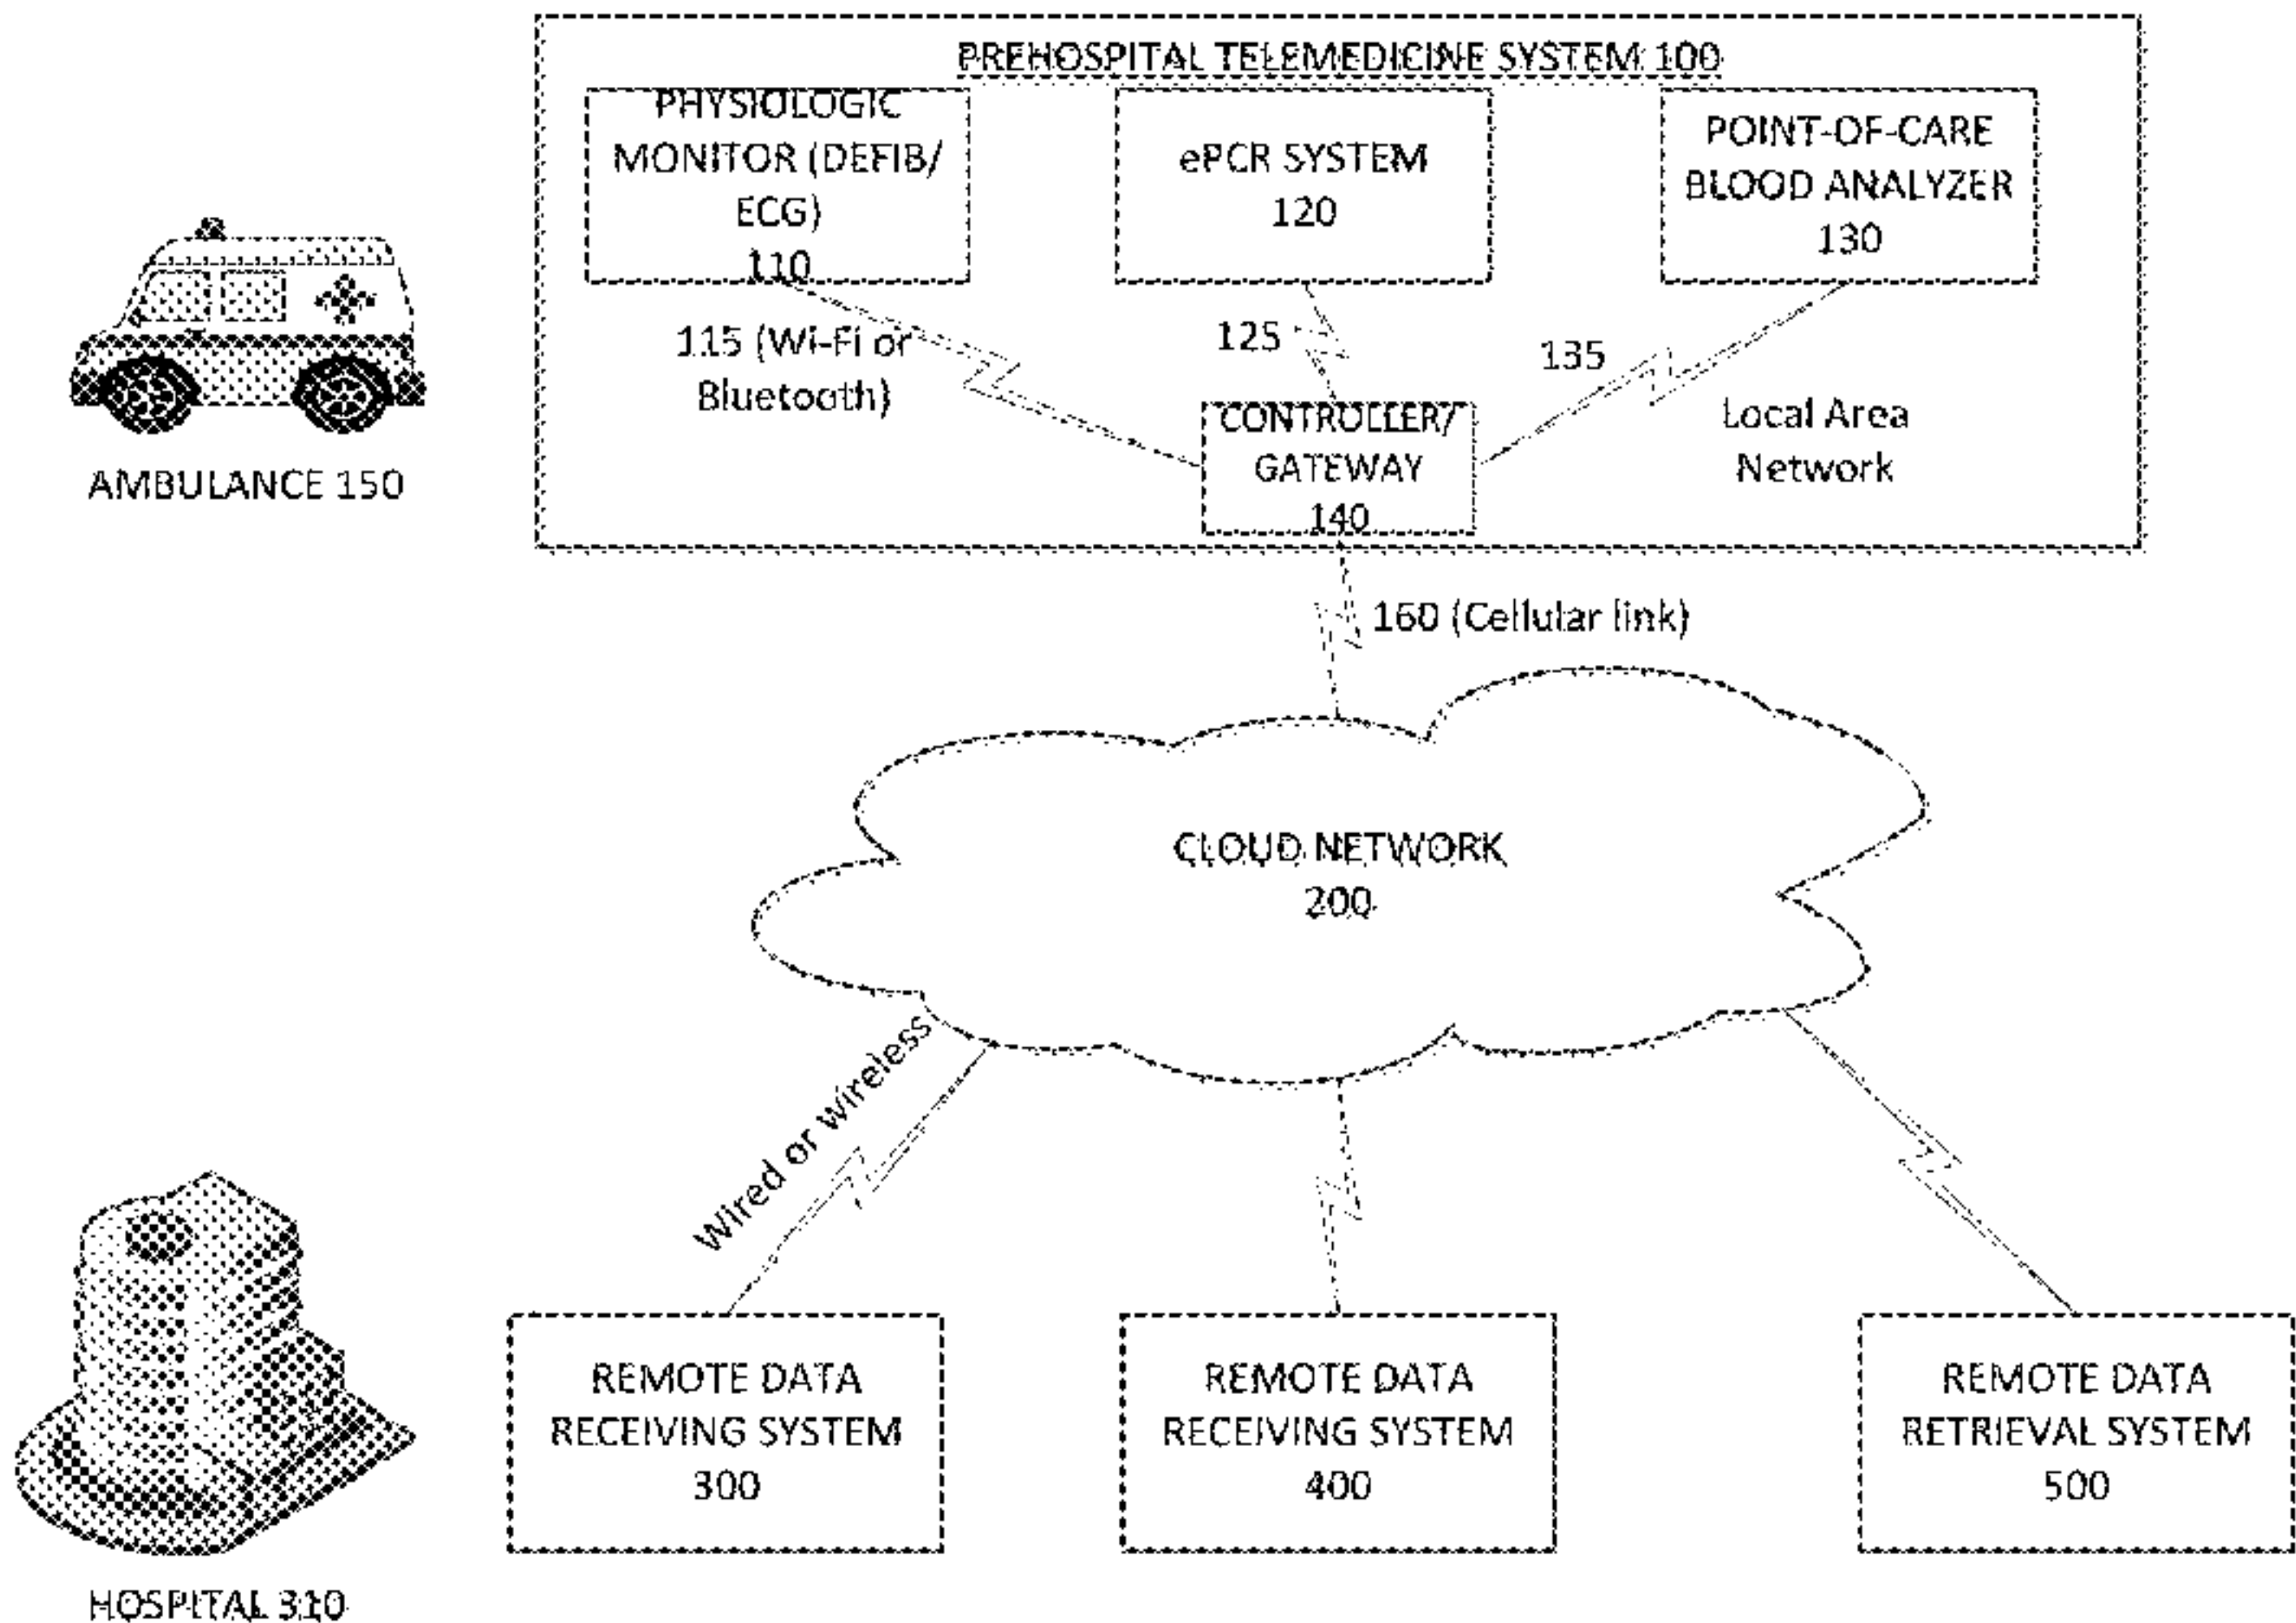 PREHOSPITAL TELEMEDICINE SYSTEM 100
PHYSIOLOGIC
MONITOR (DEFIB/
ECG)
110
ePCR SYSTEM
120
POINT-OF-CARE
BLOOD ANALYZER
130
115 (Wi-Fi or
Bluetooth)
125
135
Local Area
Network
CONTROLLER/
GATEWAY
140
AMBULANCE 150
160 (Cellular link)
CLOUD NETWORK
200
Wired or wireless
REMOTE DATA
RECEIVING SYSTEM
300
REMOTE DATA
RECEIVING SYSTEM
400
REMOTE DATA
RETRIEVAL SYSTEM
500
HOSPITAL 310